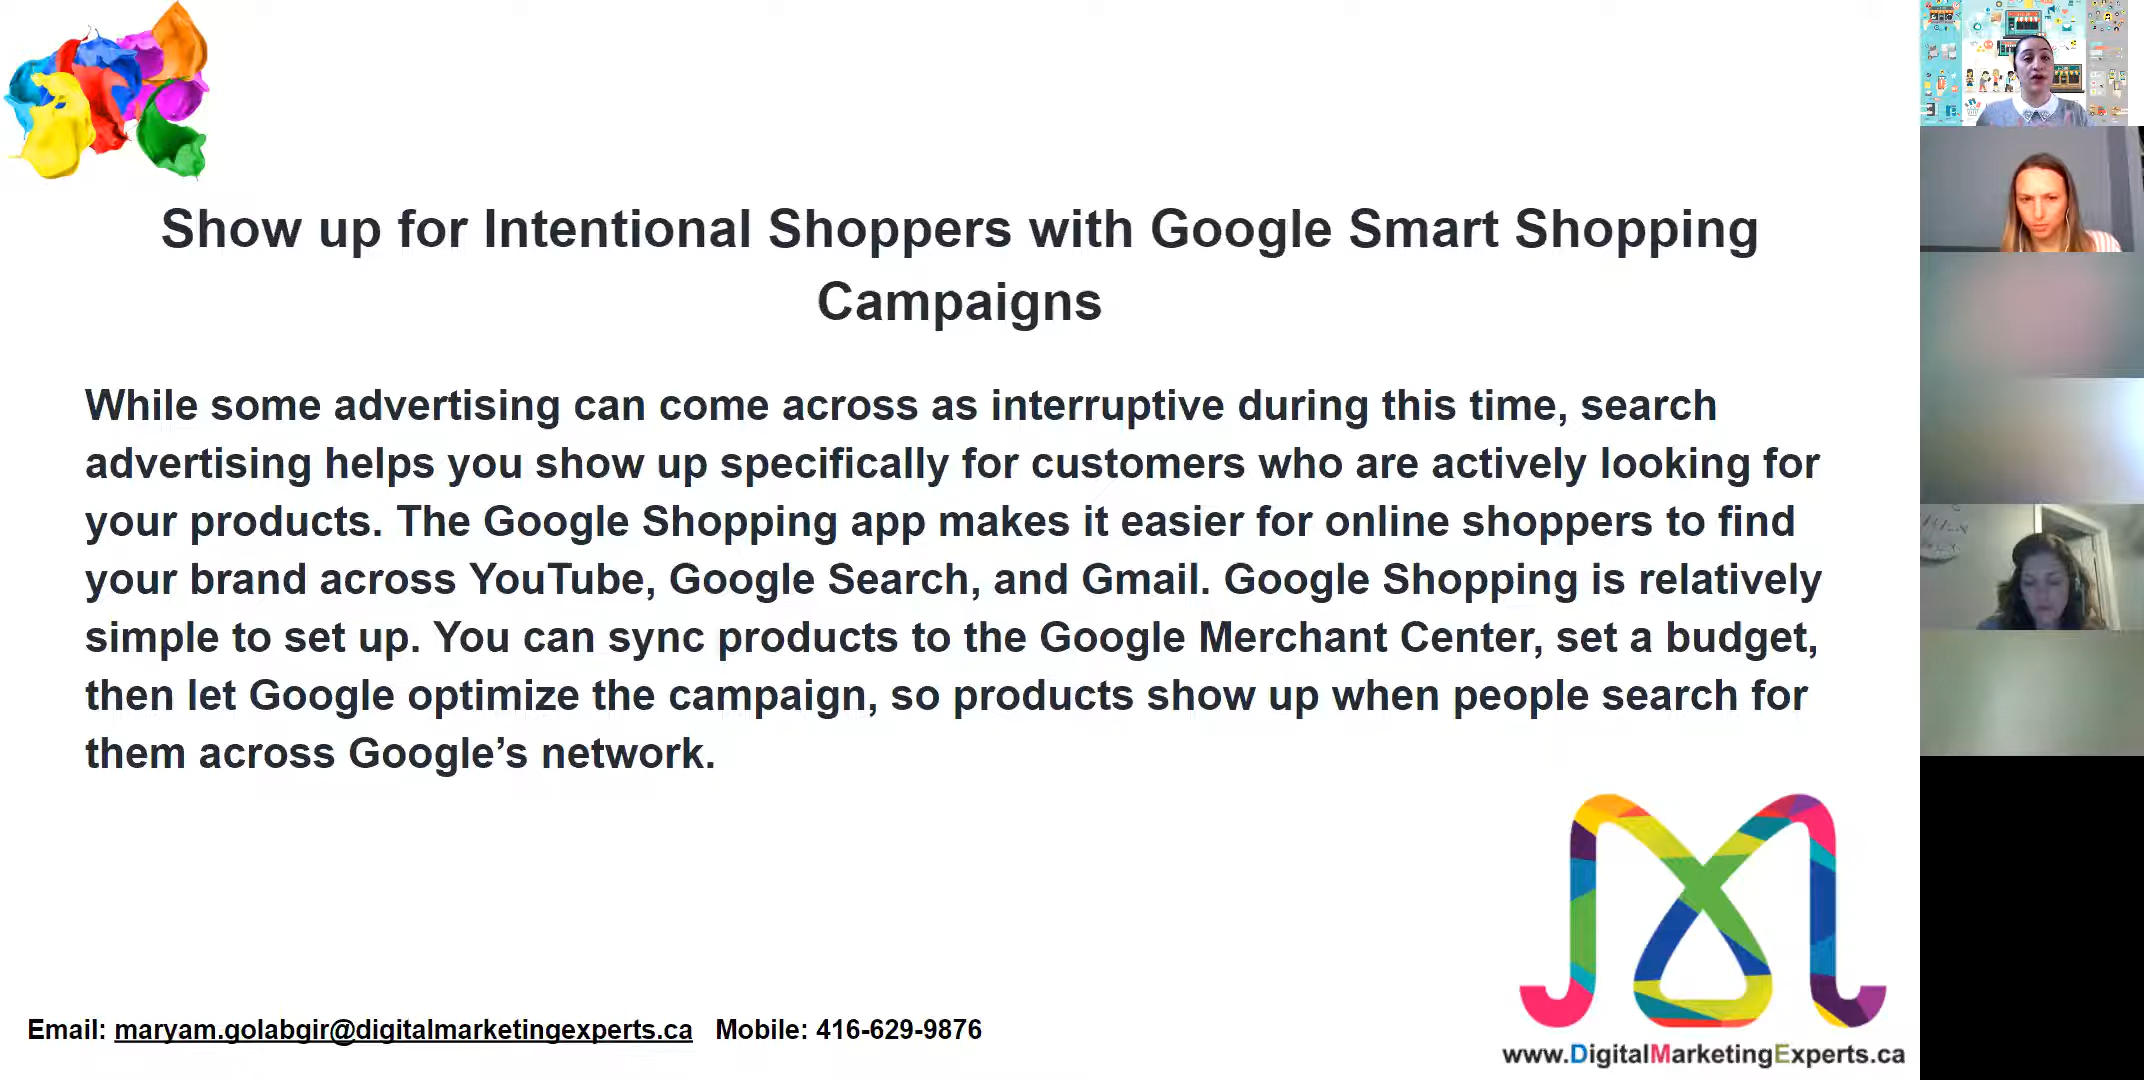 Show up for Intentional Shoppers with Google Smart Shopping
Campaigns
While some advertising can come across as interruptive during this time, search
advertising helps you show up specifically for customers who are actively looking for
your products. The Google Shopping app makes it easier for online shoppers to find
your brand across YouTube, Google Search, and Gmail. Google Shopping is relatively
simple to set up. You can sync products to the Google Merchant Center, set a budget,
then let Google optimize the campaign, so products show up when people search for
them across Google’s network.
Email: maryam.golabgir@digitalmarketingexperts.ca Mobile: 416-629-9876
www.DigitalMarketingExperts.ca